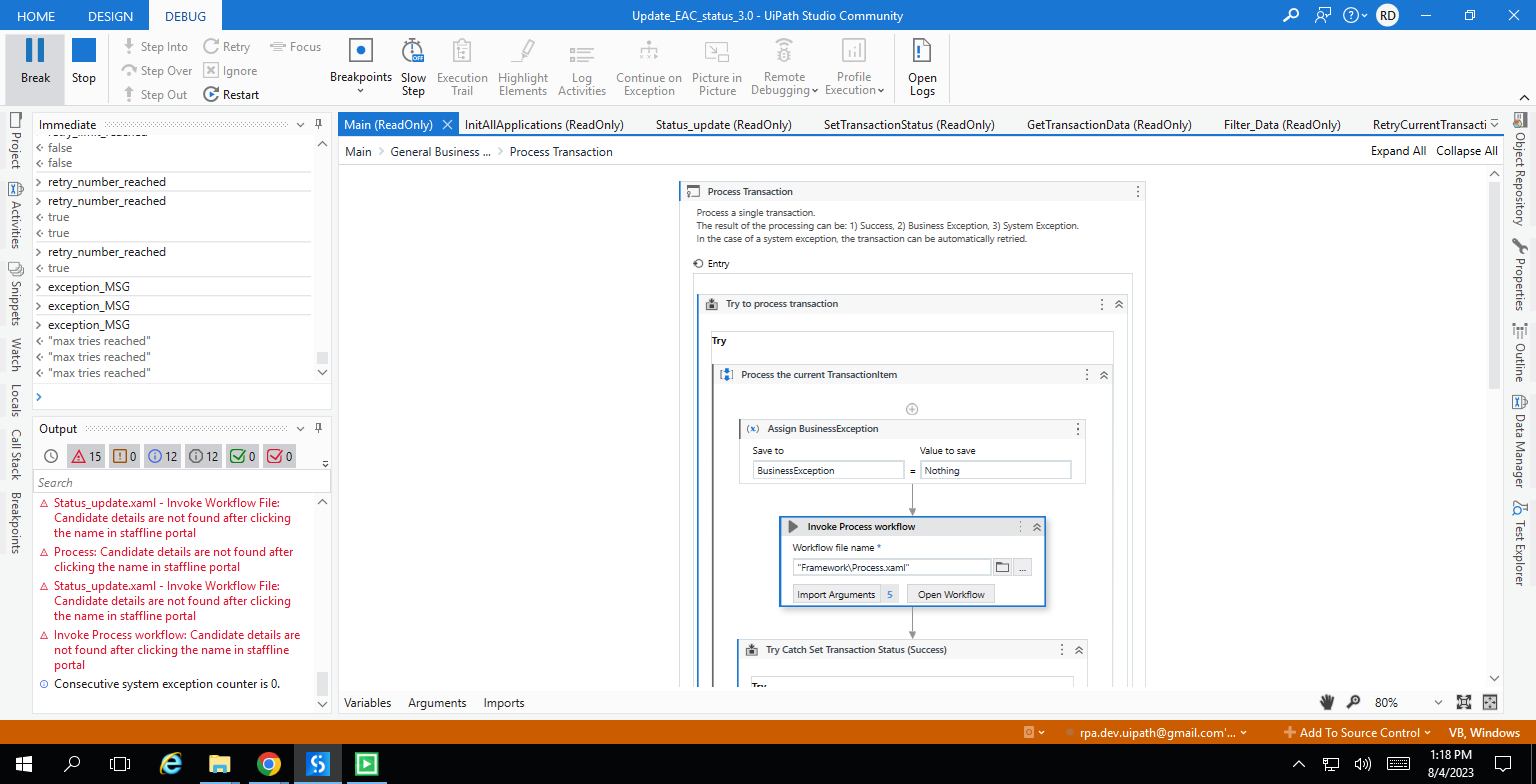 HOME DESIGN DEBUG
Update_EAC_status_3.0 - UiPath Studio Community
RD
Break
Stop
Step Into
Step Over
Step Out
Retry
Ignore
Restart
Focus
Breakpoints
Slow
Step
Execution
Trail
Highlight
Elements
Log
Activities
Continue on
Exception
Picture in
Picture
Remote
Debugging
Profile
Execution
Open
Logs
Project
Activities
Snippets
Watch
Locals
Call Stack
Breakpoints
Immediate
false
false
retry_number_reached
retry_number_reached
true
true
retry_number_reached
true
exception_MSG
exception_MSG
exception_MSG
"max tries reached"
"max tries reached"
"max tries reached"
Output
15 0 12 12 0 0
Search
Status_update.xaml - Invoke Workflow File:
Candidate details are not found after clicking
the name in staffline portal
Process: Candidate details are not found after
clicking the name in staffline portal
Status_update.xaml - Invoke Workflow File:
Candidate details are not found after clicking
the name in staffline portal
Invoke Process workflow: Candidate details are
not found after clicking the name in staffline
portal
Consecutive system exception counter is 0.
Main (ReadOnly) InitAllApplications (ReadOnly) Status_update (ReadOnly) SetTransactionStatus (ReadOnly) GetTransactionData (ReadOnly) Filter_Data (ReadOnly) RetryCurrentTransacti
Main > General Business ... > Process Transaction
Expand All Collapse All
Process Transaction
Process a single transaction.
The result of the processing can be: 1) Success, 2) Business Exception, 3) System Exception.
In the case of a system exception, the transaction can be automatically retried.
Entry
Try to process transaction
Try
Process the current TransactionItem
(x) Assign BusinessException
Save to Value to save
BusinessException = Nothing
Invoke Process workflow
Workflow file name *
"Framework\Process.xaml" ...
Import Arguments 5 Open Workflow
Try Catch Set Transaction Status (Success)
Try
Variables Arguments Imports
80%
Object Repository
Properties
Outline
Data Manager
Test Explorer
rpa.dev.uipath@gmail.com'...
Add To Source Control
VB, Windows
1:18 PM
8/4/2023